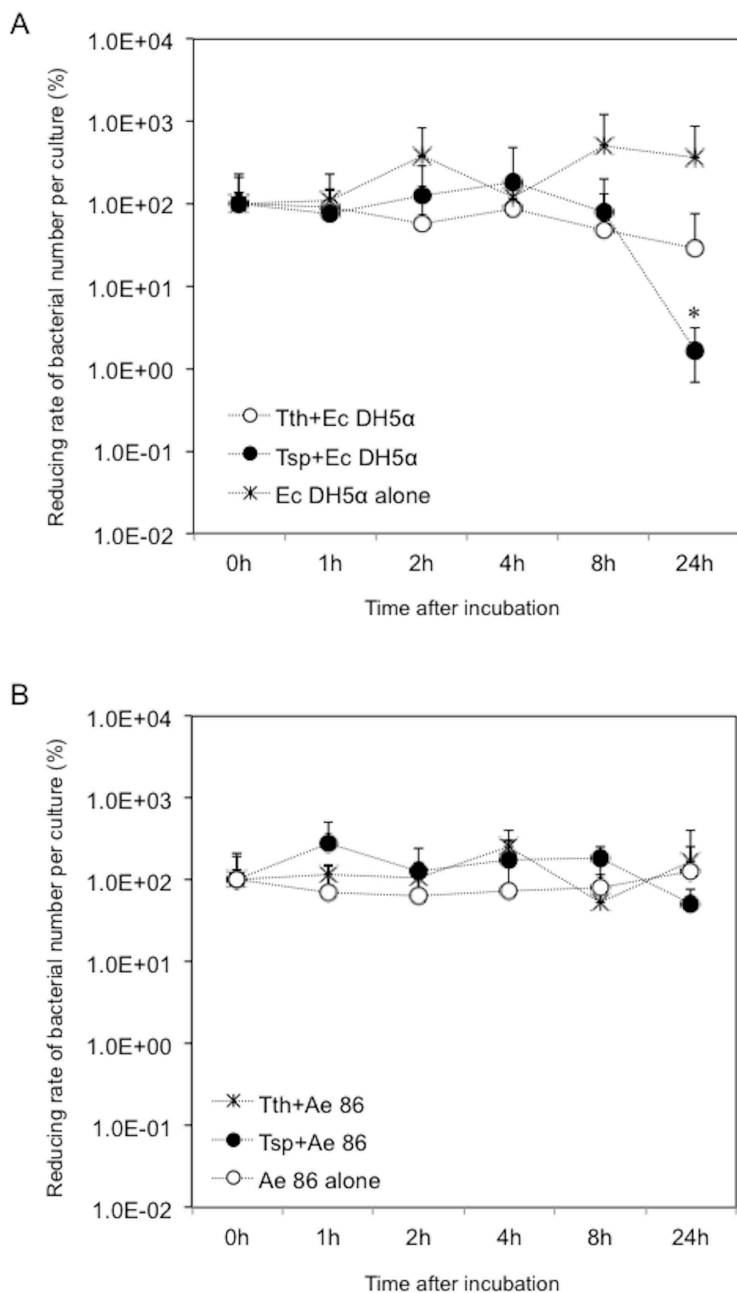 A
Reducing rate of bacterial number per culture (%)
1.0E+04
1.0E+03
1.0E+02
1.0E+01
1.0E+00
1.0E-01
1.0E-02
*
Tth+Ec DH5α
Tsp+Ec DH5α
Ec DH5α alone
0h 1h 2h 4h 8h 24h
Time after incubation
B
Reducing rate of bacterial number per culture (%)
1.0E+04
1.0E+03
1.0E+02
1.0E+01
1.0E+00
1.0E-01
1.0E-02
Tth+Ae 86
Tsp+Ae 86
Ae 86 alone
0h 1h 2h 4h 8h 24h
Time after incubation